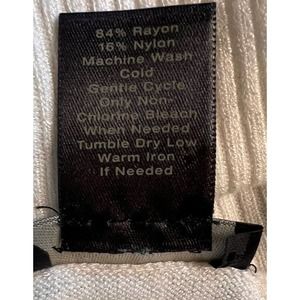 84% Rayon
16% Nylon
Machine Wash
Cold
Gentle Cycle
Only Non-
Chlorine Bleach
When Needed
Tumble Dry Low
Warm Iron
If Needed